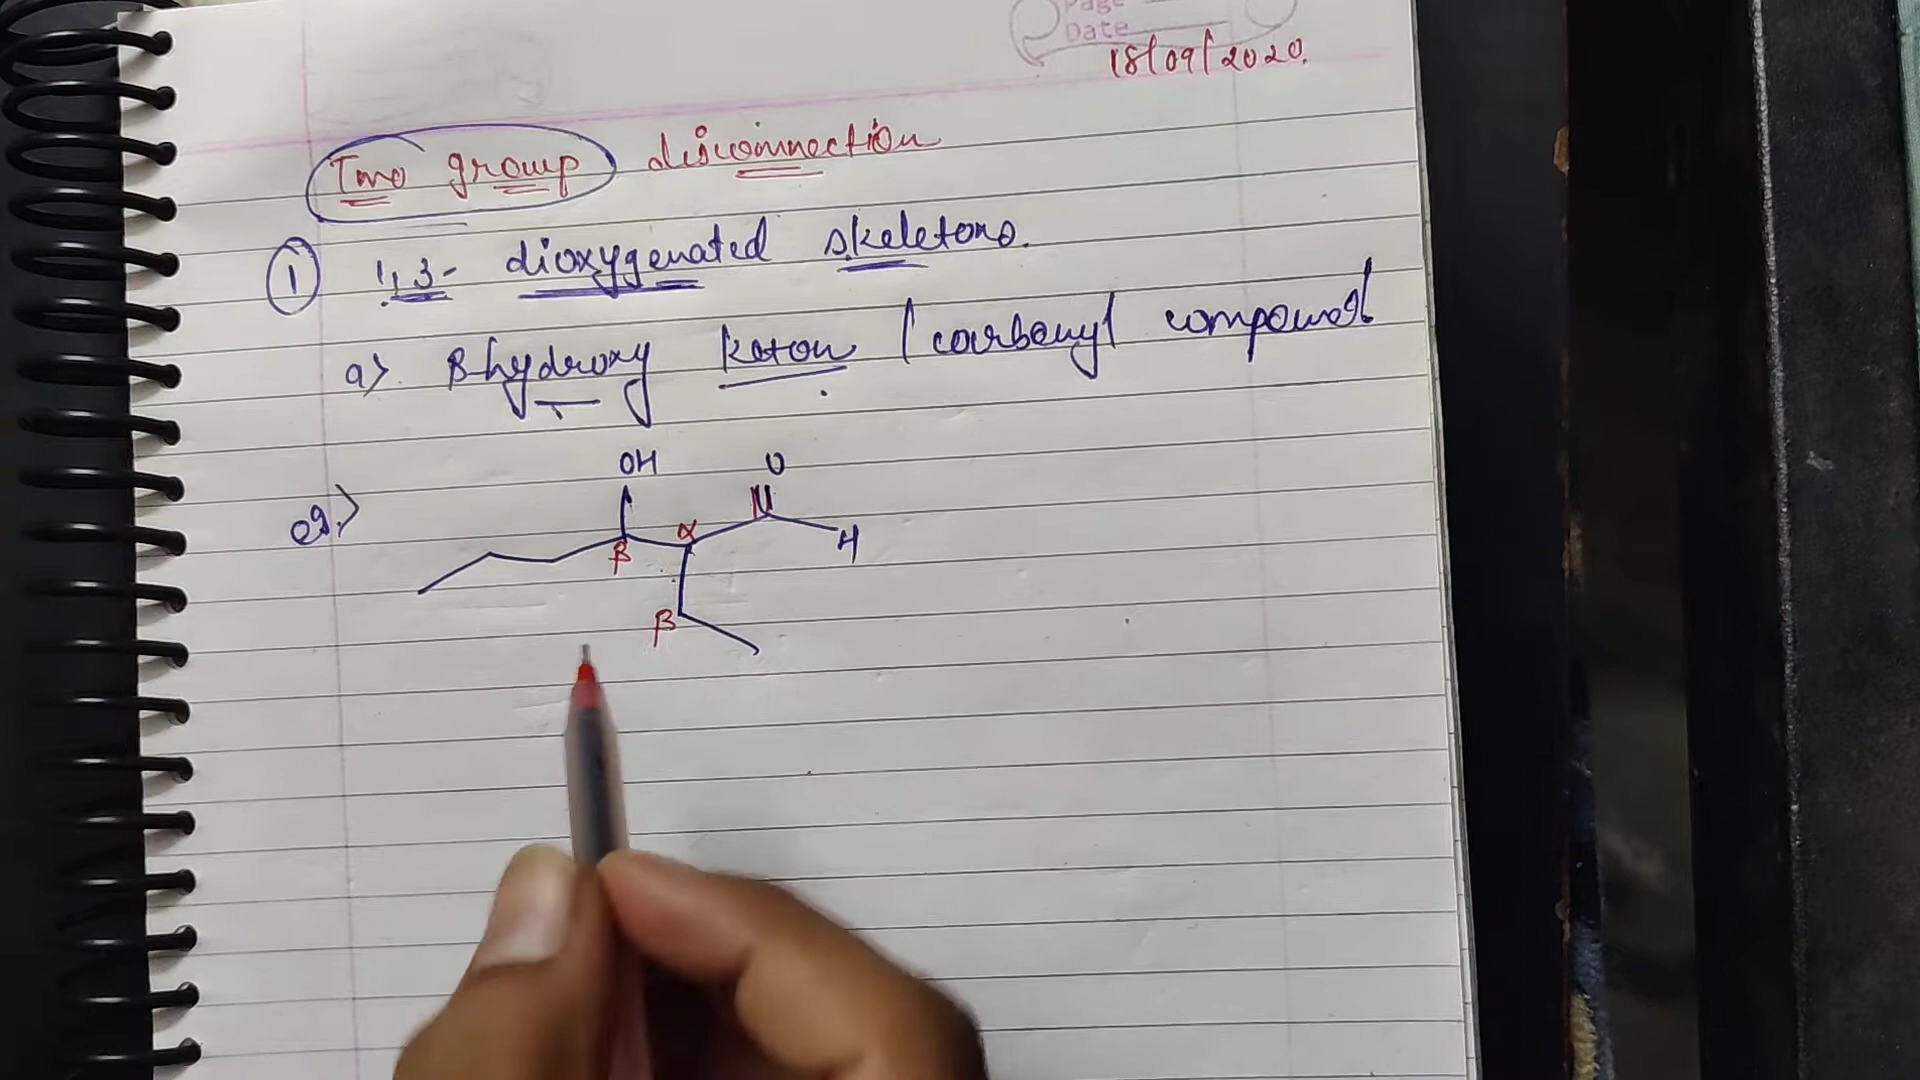 Page
Date
18/09/2020.
Two group disconnection
① 1,3- dioxygenated skeletons.
a> β hydroxy keton / carbonyl compound
eg.>
OH O
β α H
β